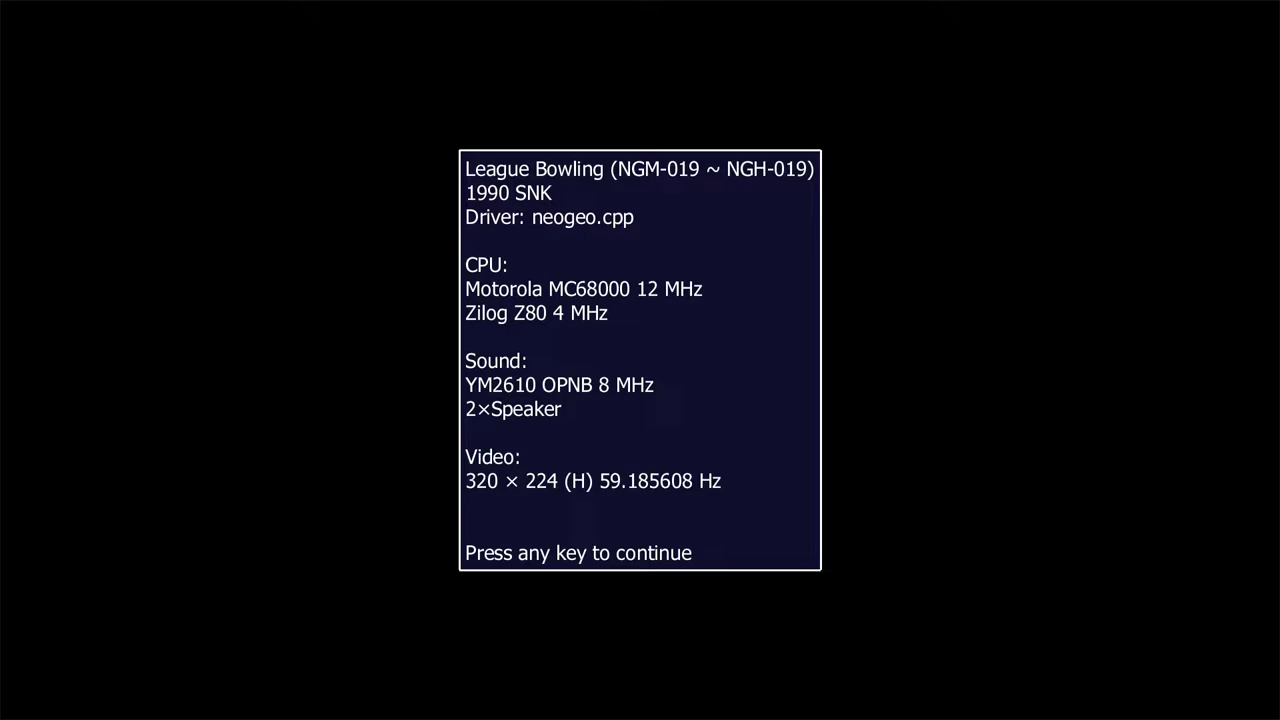 League Bowling (NGM-019 ~ NGH-019)
1990 SNK
Driver: neogeo.cpp
CPU:
Motorola MC68000 12 MHz
Zilog Z80 4 MHz
Sound:
YM2610 OPNB 8 MHz
2×Speaker
Video:
320 × 224 (H) 59.185608 Hz
Press any key to continue